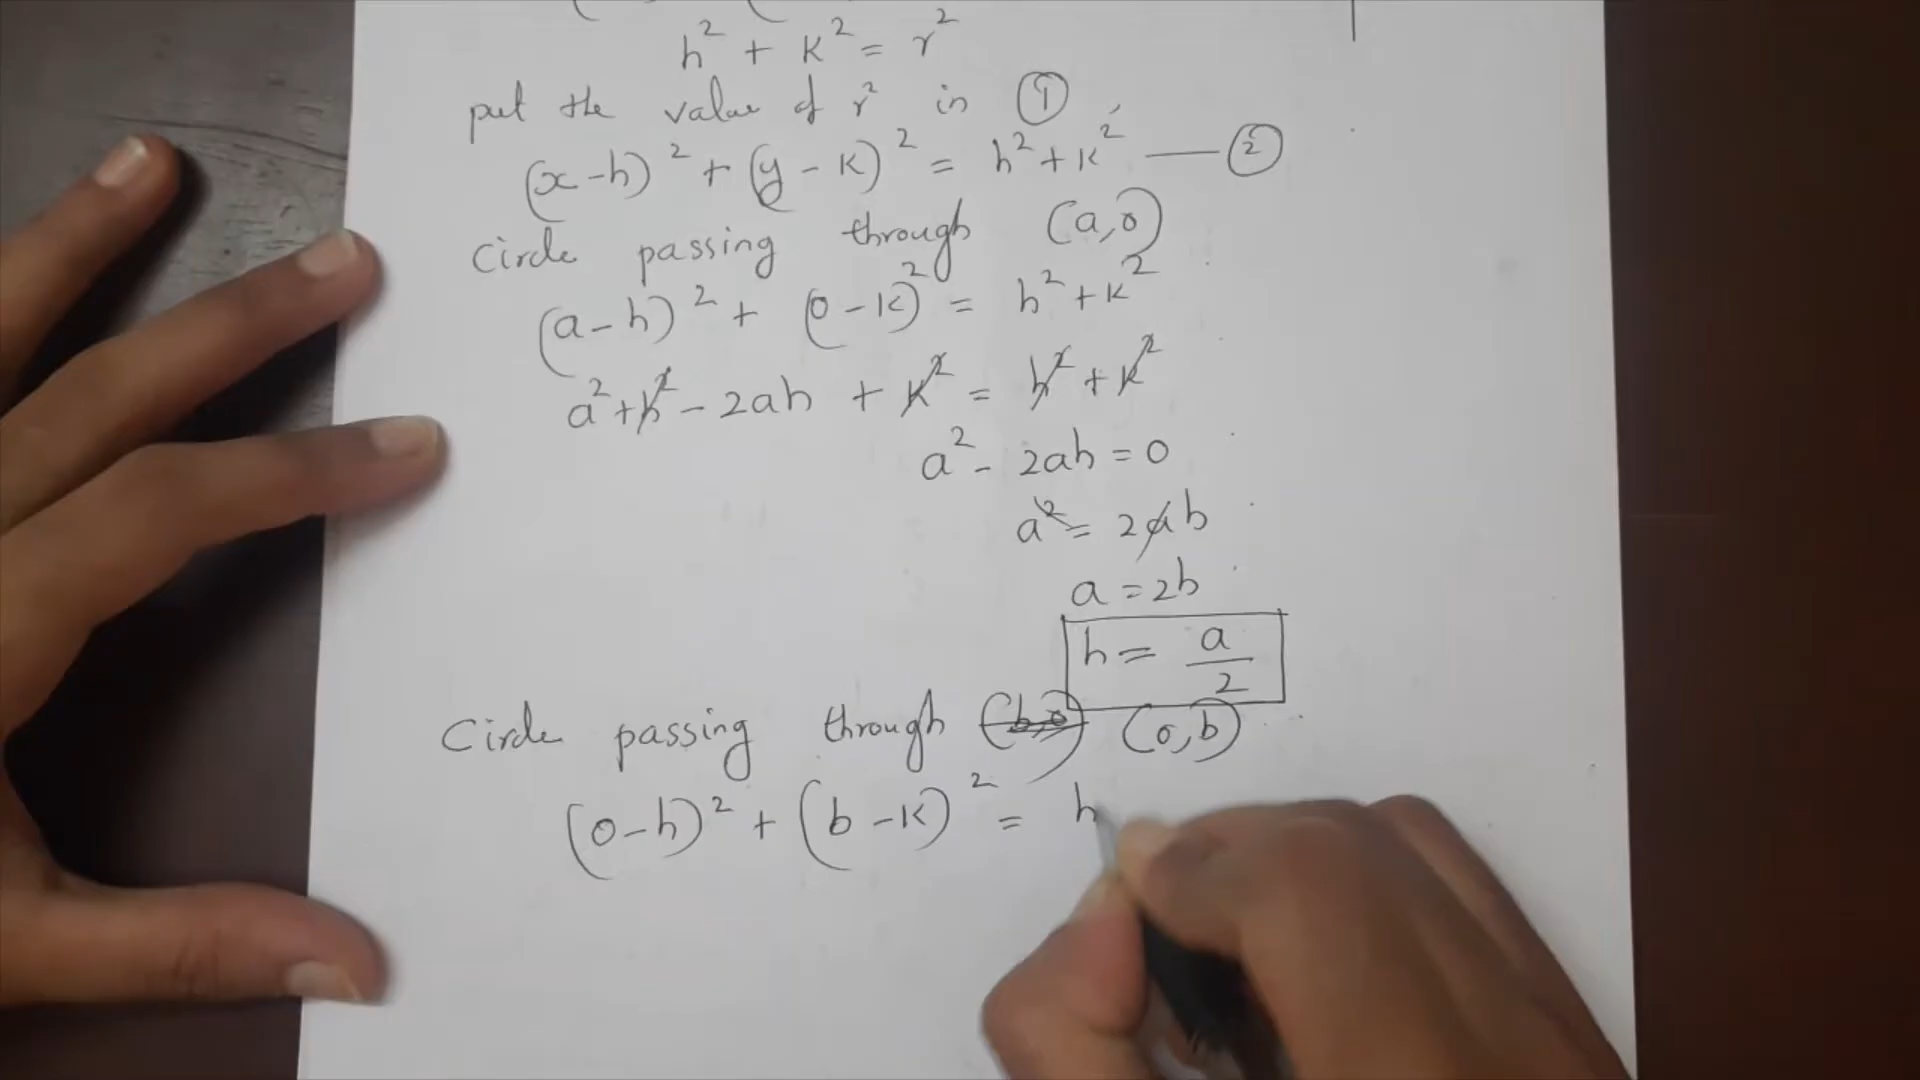 h² + k² = r²
put the value of r² in ①
(x-h)² + (y-k)² = h²+k² — ②
Circle passing through (a,0)
(a-h)² + (0-k)² = h²+k²
a²+h²-2ah + k² = h²+k²
a²-2ah=0
a²=2ah
a=2h
h= a/2
Circle passing through (b,0) (0,b)
(0-h)² + (b-k)² = h